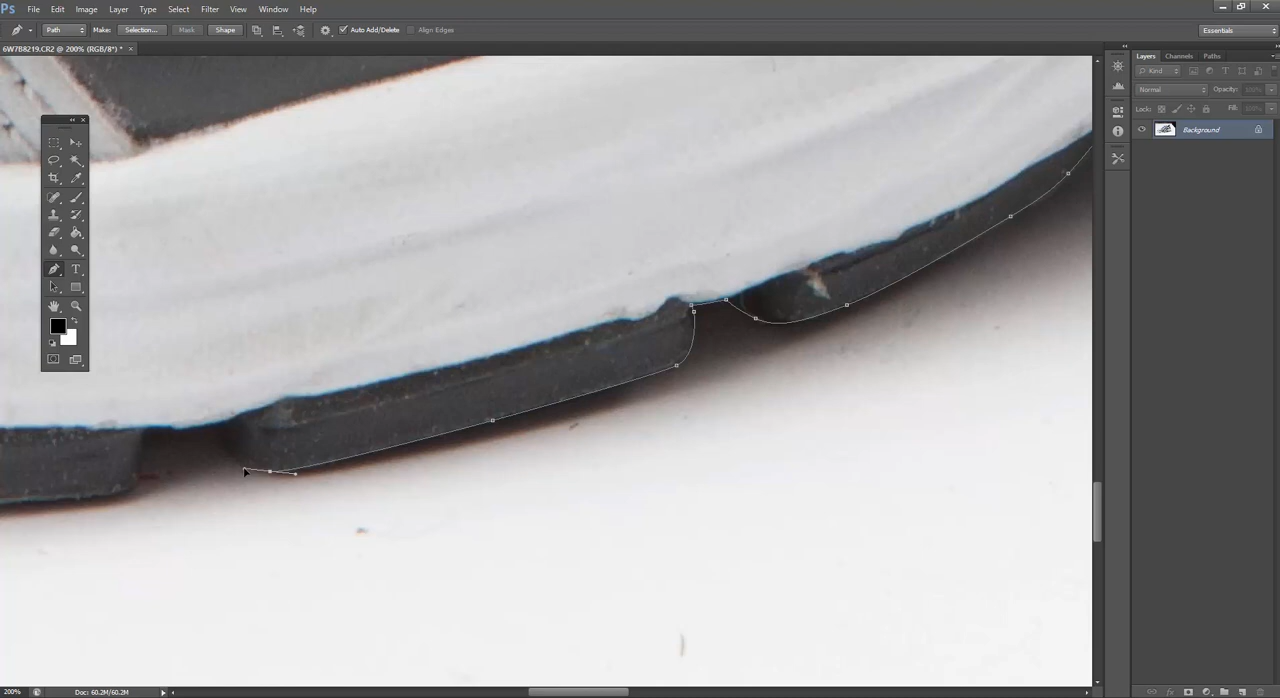 Ps File Edit Image Layer Type Select Filter View Window Help
Path Make: Selection... Mask Shape Auto Add/Delete Align Edges Essentials
6W7B8219.CR2 @ 200% (RGB/8*) * ×
Layers Channels Paths
Kind
Normal Opacity: 100%
Lock: Fill: 100%
Background
200% Doc: 60.2M/60.2M